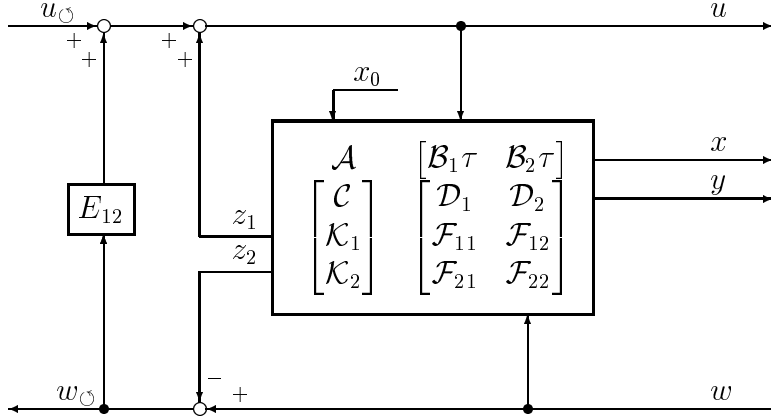 u↺ u
+ +
+ +
x₀
𝒜 [ℬ₁τ ℬ₂τ]
x
y
[𝒞 𝒦₁ 𝒦₂] [𝒟₁ 𝒟₂
ℱ₁₁ ℱ₁₂
ℱ₂₁ ℱ₂₂]
E₁₂
z₁
z₂
− +
w↺ w